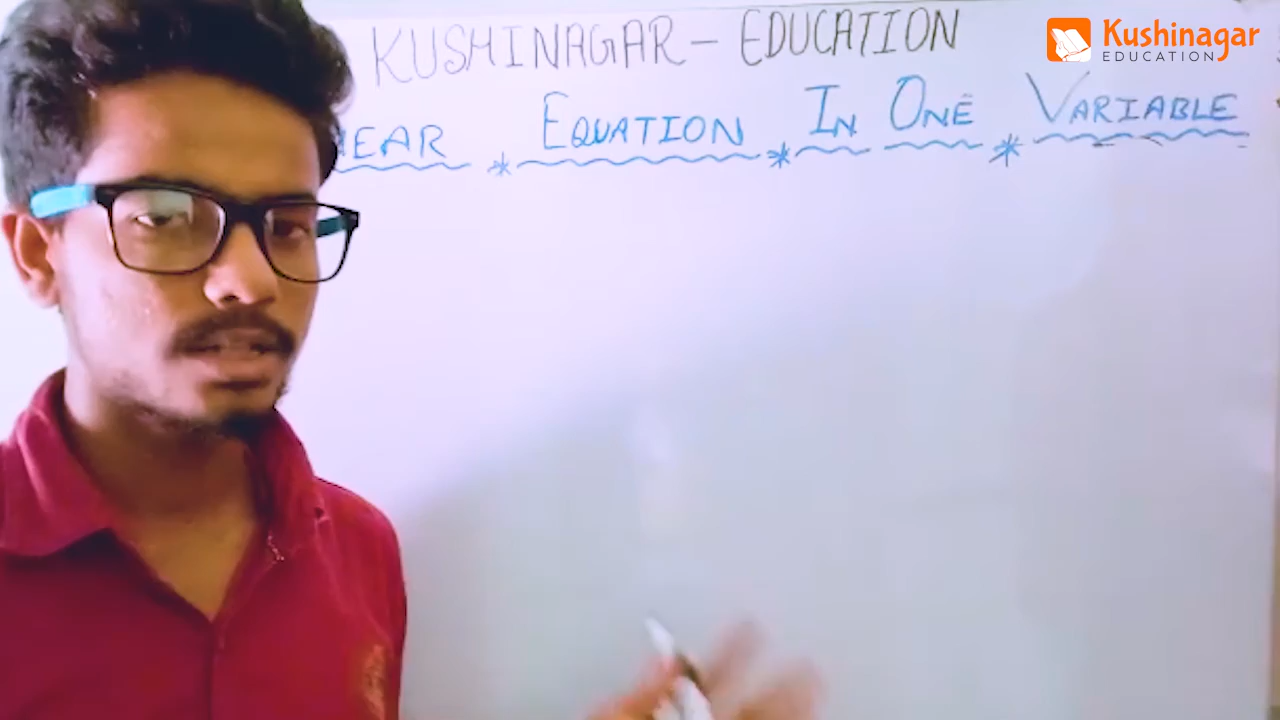 KUSHINAGAR - EDUCATION
Kushinagar
EDUCATION
EAR * EQUATION * IN ONE * VARIABLE